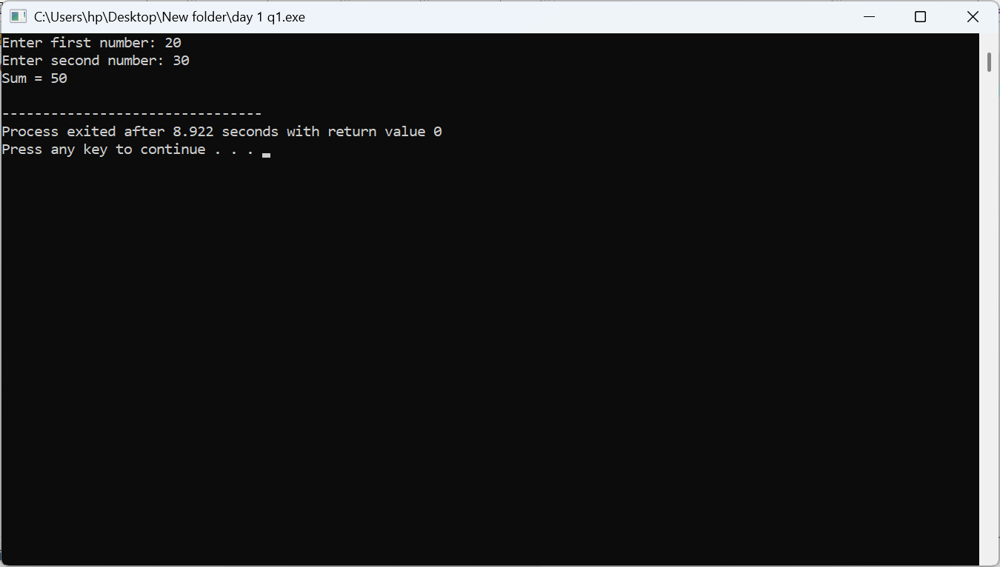 C:\Users\hp\Desktop\New folder\day 1 q1.exe
Enter first number: 20
Enter second number: 30
Sum = 50
--------------------------------
Process exited after 8.922 seconds with return value 0
Press any key to continue . . .